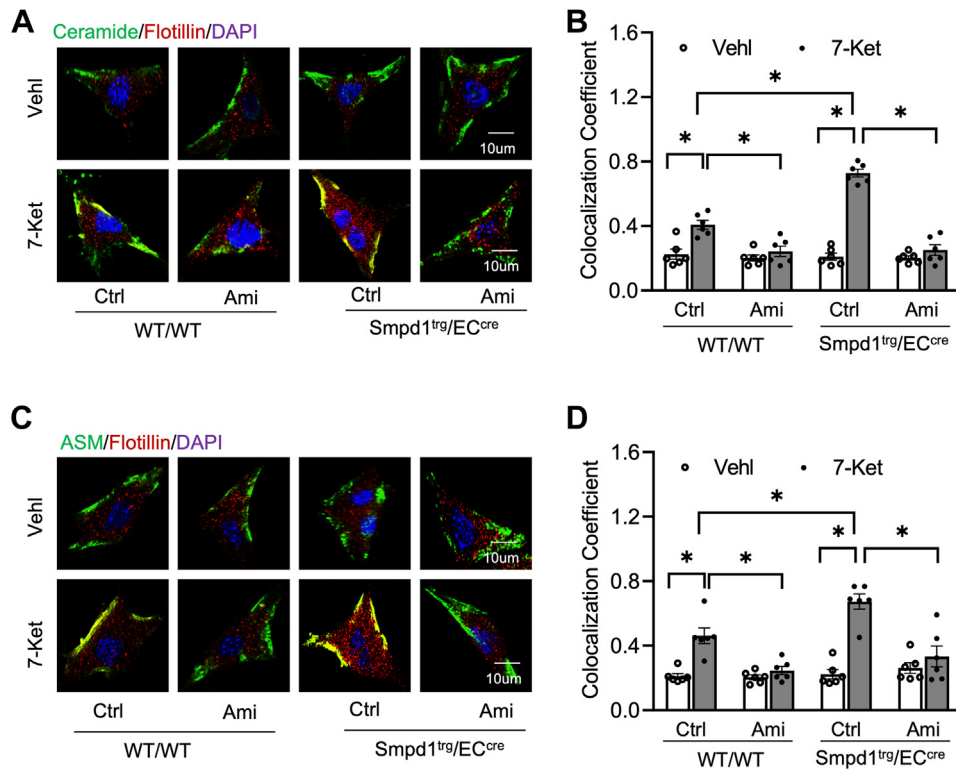 A
Ceramide/Flotillin/DAPI
Vehl
10um
7-Ket
10um
Ctrl Ami Ctrl Ami
WT/WT Smpd1trg/ECcre
B
Colocalization Coefficient
1.6
1.2
0.8
0.4
0.0
Vehl 7-Ket
*
* * * *
Ctrl Ami Ctrl Ami
WT/WT Smpd1trg/ECcre
C
ASM/Flotillin/DAPI
Vehl
10um
7-Ket
10um
Ctrl Ami Ctrl Ami
WT/WT Smpd1trg/ECcre
D
Colocalization Coefficient
1.6
1.2
0.8
0.4
0.0
Vehl 7-Ket
*
* * * *
Ctrl Ami Ctrl Ami
WT/WT Smpd1trg/ECcre